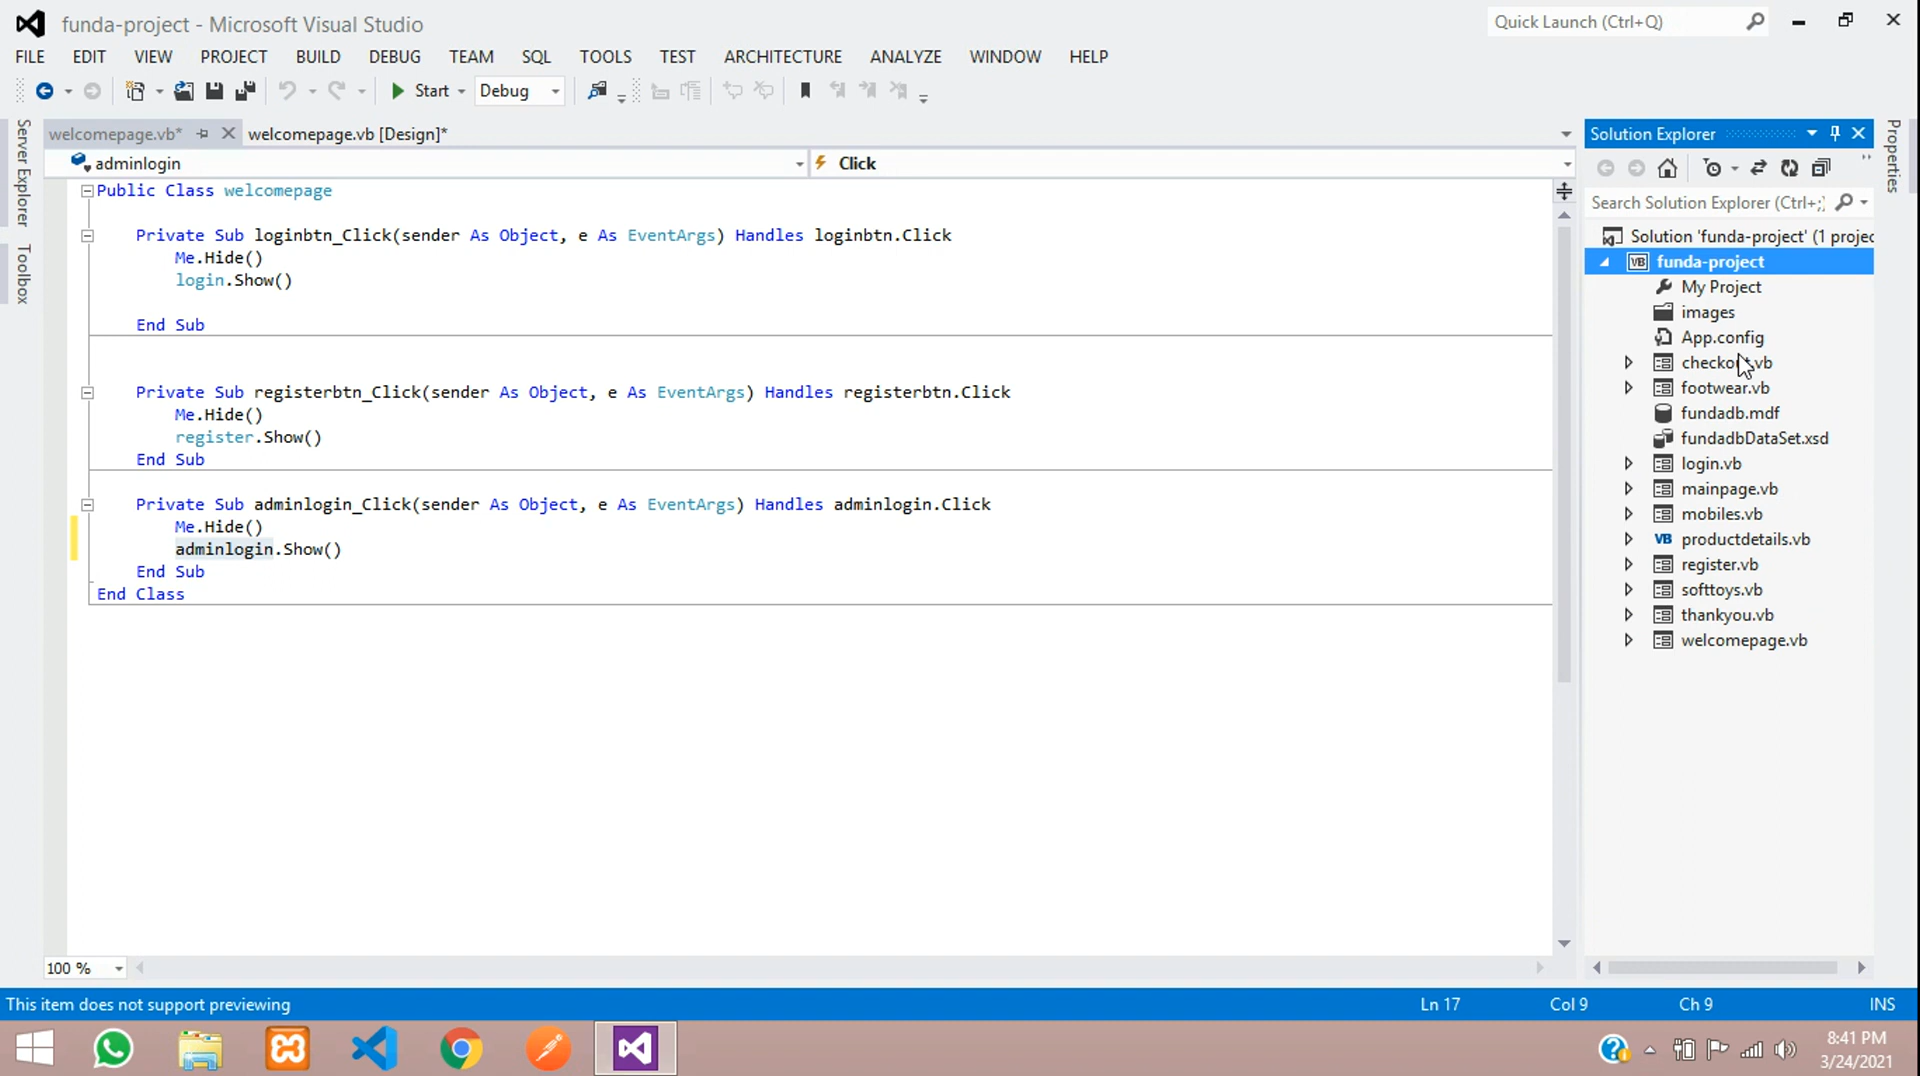 funda-project - Microsoft Visual Studio
Quick Launch (Ctrl+Q)
FILE EDIT VIEW PROJECT BUILD DEBUG TEAM SQL TOOLS TEST ARCHITECTURE ANALYZE WINDOW HELP
Start Debug
Server Explorer
Toolbox
welcomepage.vb* welcomepage.vb [Design]*
adminlogin Click
Public Class welcomepage
Private Sub loginbtn_Click(sender As Object, e As EventArgs) Handles loginbtn.Click
Me.Hide()
login.Show()
End Sub
Private Sub registerbtn_Click(sender As Object, e As EventArgs) Handles registerbtn.Click
Me.Hide()
register.Show()
End Sub
Private Sub adminlogin_Click(sender As Object, e As EventArgs) Handles adminlogin.Click
Me.Hide()
adminlogin.Show()
End Sub
End Class
100 %
Solution Explorer
Properties
Search Solution Explorer (Ctrl+;)
Solution 'funda-project' (1 projec
VB funda-project
My Project
images
App.config
checkout.vb
footwear.vb
fundadb.mdf
fundadbDataSet.xsd
login.vb
mainpage.vb
mobiles.vb
VB productdetails.vb
register.vb
softtoys.vb
thankyou.vb
welcomepage.vb
This item does not support previewing Ln 17 Col 9 Ch 9 INS
8:41 PM
3/24/2021